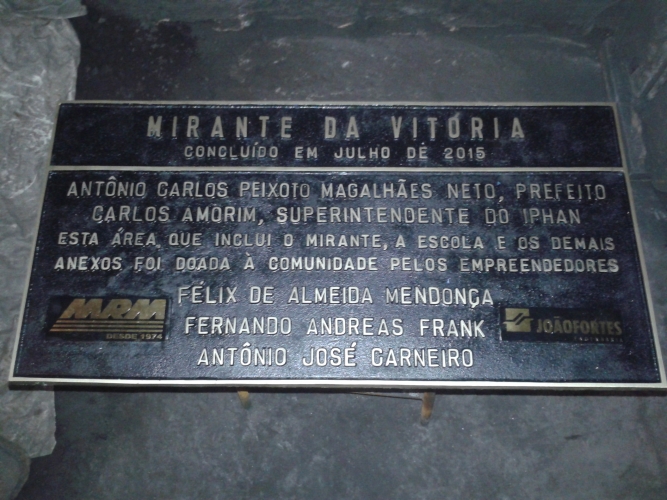 MIRANTE DA VITÓRIA
CONCLUÍDO EM JULHO DE 2015
ANTÔNIO CARLOS PEIXOTO MAGALHÃES NETO, PREFEITO
CARLOS AMORIM, SUPERINTENDENTE DO IPHAN
ESTA ÁREA, QUE INCLUI O MIRANTE, A ESCOLA E OS DEMAIS
ANEXOS FOI DOADA À COMUNIDADE PELOS EMPREENDEDORES
FÉLIX DE ALMEIDA MENDONÇA
FERNANDO ANDREAS FRANK
ANTÔNIO JOSÉ CARNEIRO
MRM
DESDE 1974
JOÃOFORTES